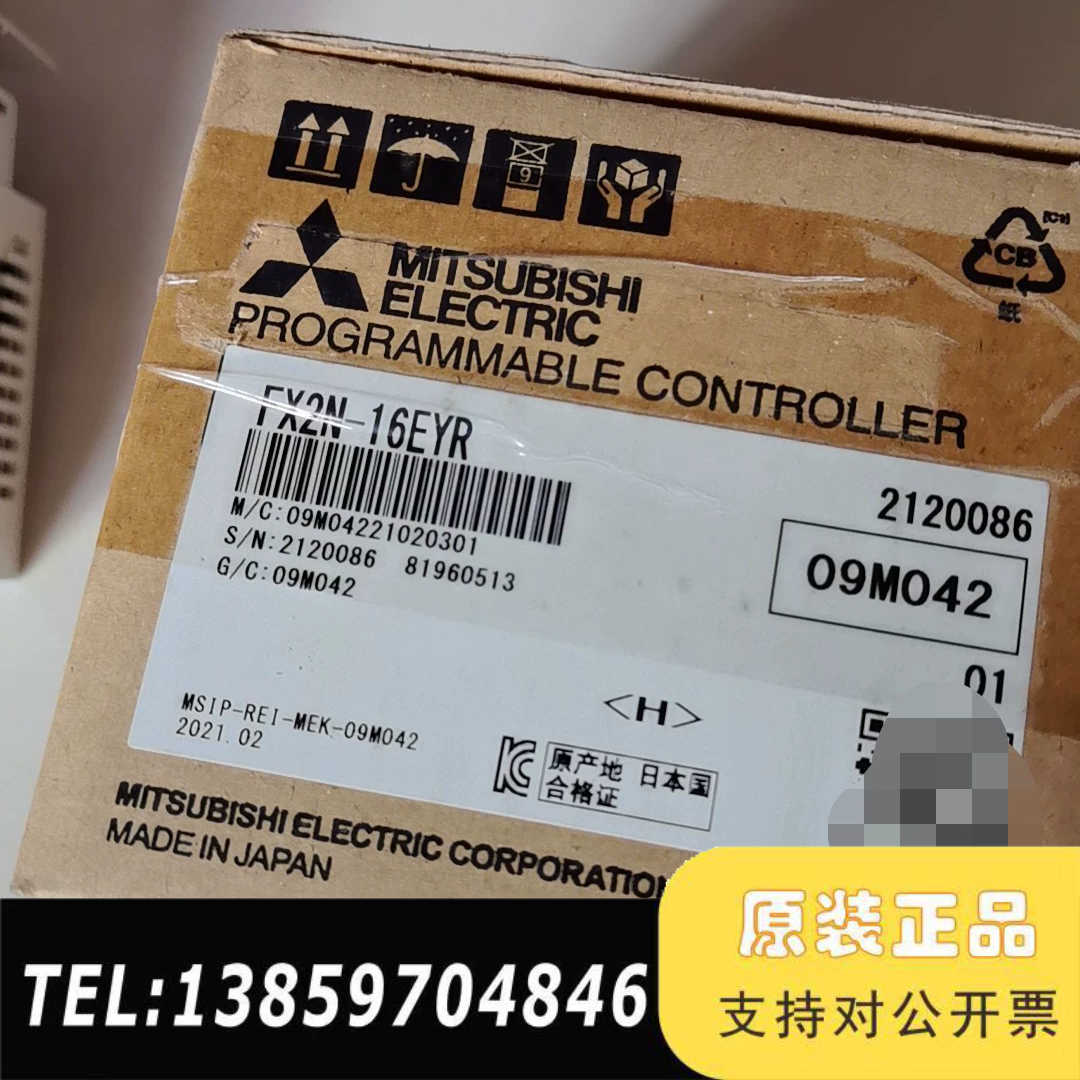 9
[C1]
CB
紙
MITSUBISHI
ELECTRIC
PROGRAMMABLE CONTROLLER
FX2N-16EYR
2120086
M/C:09M04221020301
S/N:2120086 81960513
G/C:09M042
09M042
01
<H>
MSIP-REI-MEK-09M042
2021.02
原产地 日本国
合格证
MITSUBISHI ELECTRIC CORPORATION
MADE IN JAPAN
TEL:13859704846
原装正品
支持对公开票